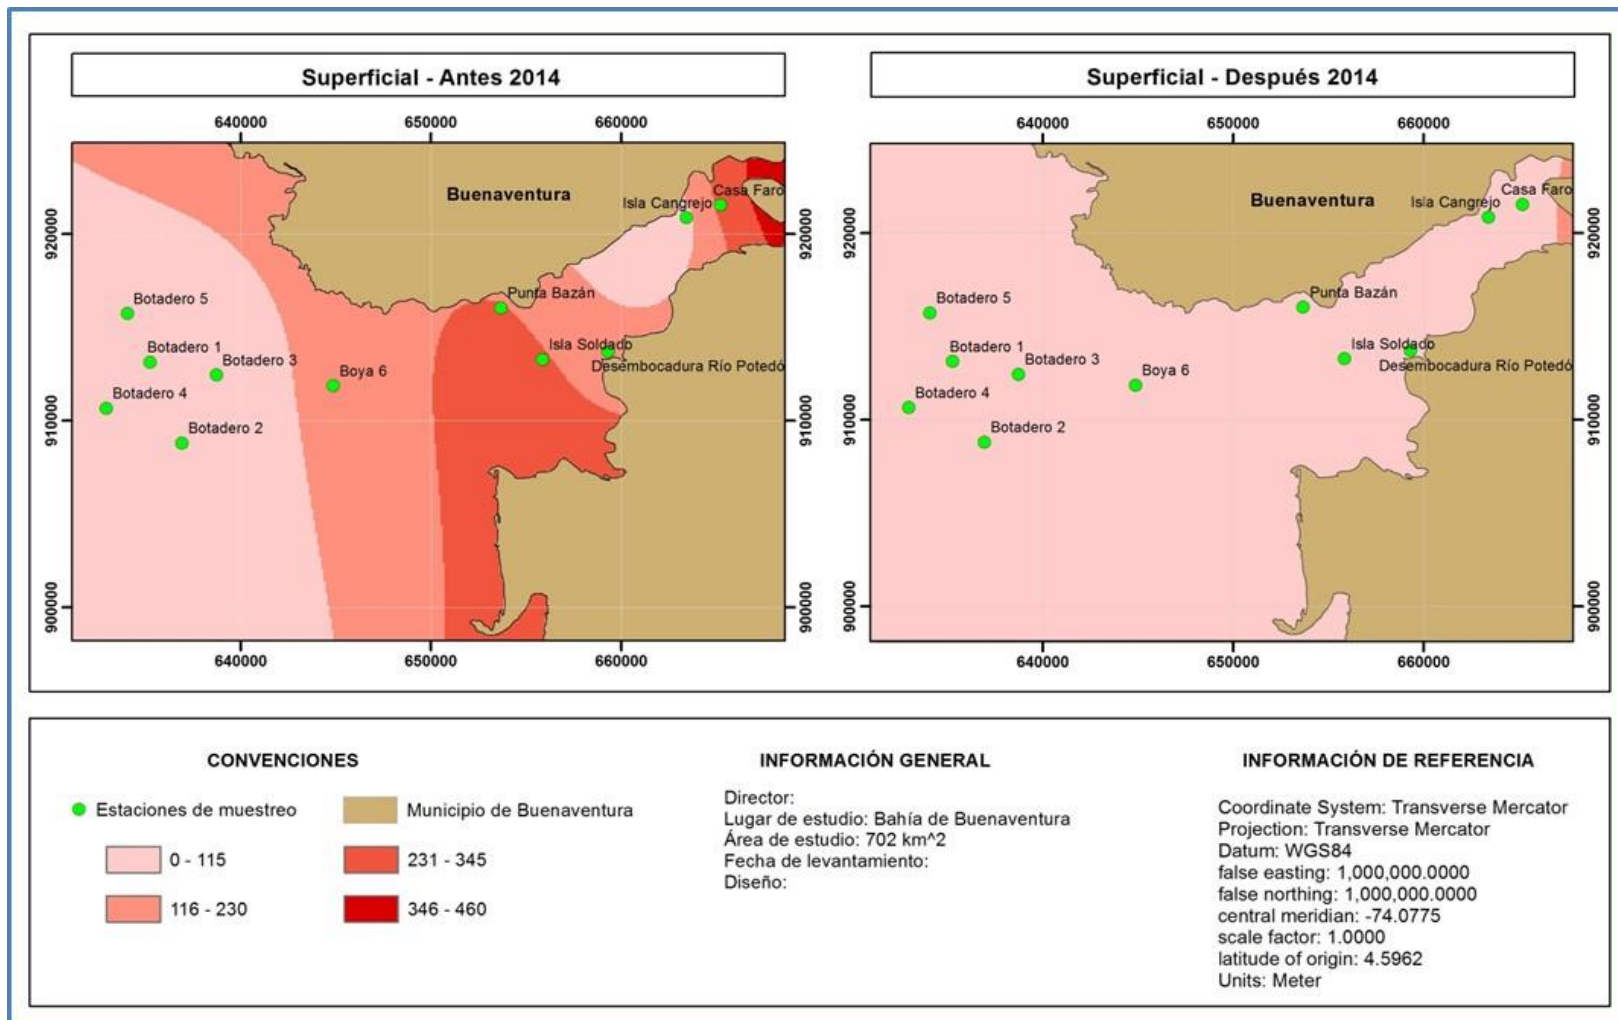 Superficial - Antes 2014
640000 650000 660000
920000
910000
900000
Buenaventura
Casa Faro
Isla Cangrejo
Punta Bazán
Botadero 5
Botadero 1
Botadero 3
Boya 6
Isla Soldado
Desembocadura Río Potedó
Botadero 4
Botadero 2
920000
910000
900000
640000 650000 660000
Superficial - Después 2014
640000 650000 660000
920000
910000
900000
Buenaventura
Casa Faro
Isla Cangrejo
Punta Bazán
Botadero 5
Botadero 1
Botadero 3
Boya 6
Isla Soldado
Desembocadura Río Potedó
Botadero 4
Botadero 2
920000
910000
900000
640000 650000 660000
CONVENCIONES
Estaciones de muestreo
Municipio de Buenaventura
0 - 115
231 - 345
116 - 230
346 - 460
INFORMACIÓN GENERAL
Director:
Lugar de estudio: Bahía de Buenaventura
Área de estudio: 702 km^2
Fecha de levantamiento:
Diseño:
INFORMACIÓN DE REFERENCIA
Coordinate System: Transverse Mercator
Projection: Transverse Mercator
Datum: WGS84
false easting: 1,000,000.0000
false northing: 1,000,000.0000
central meridian: -74.0775
scale factor: 1.0000
latitude of origin: 4.5962
Units: Meter